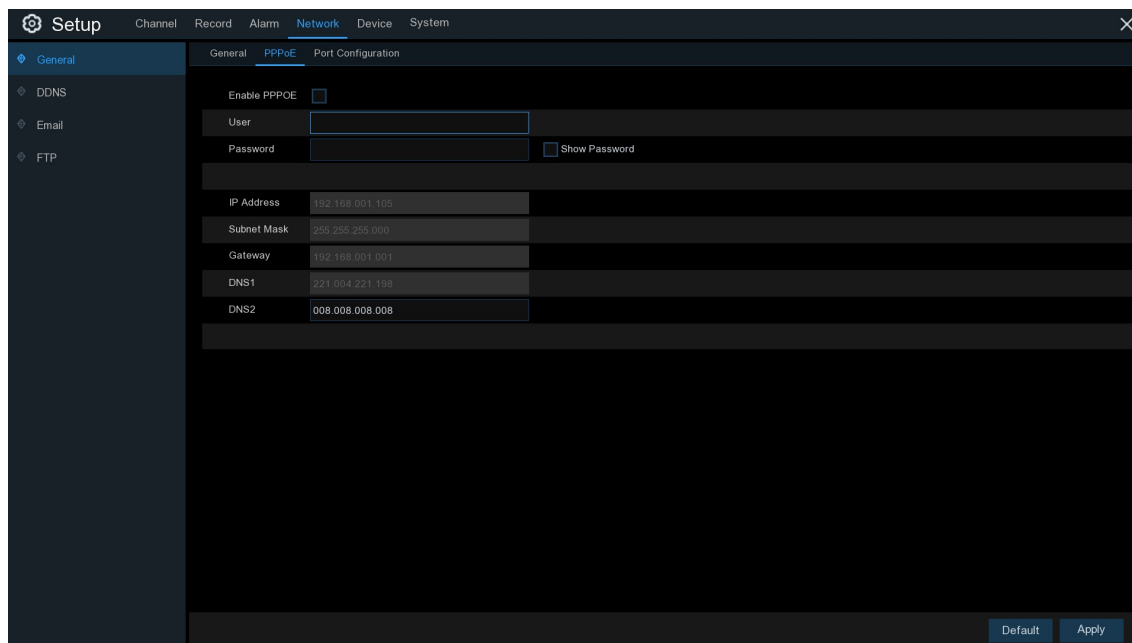 Setup Channel Record Alarm Network Device System
General PPPoE Port Configuration
General
DDNS
Email
FTP
Enable PPPOE
User
Password Show Password
IP Address 192.168.001.105
Subnet Mask 255.255.255.000
Gateway 192.168.001.001
DNS1 221.004.221.198
DNS2 008.008.008.008
Default Apply